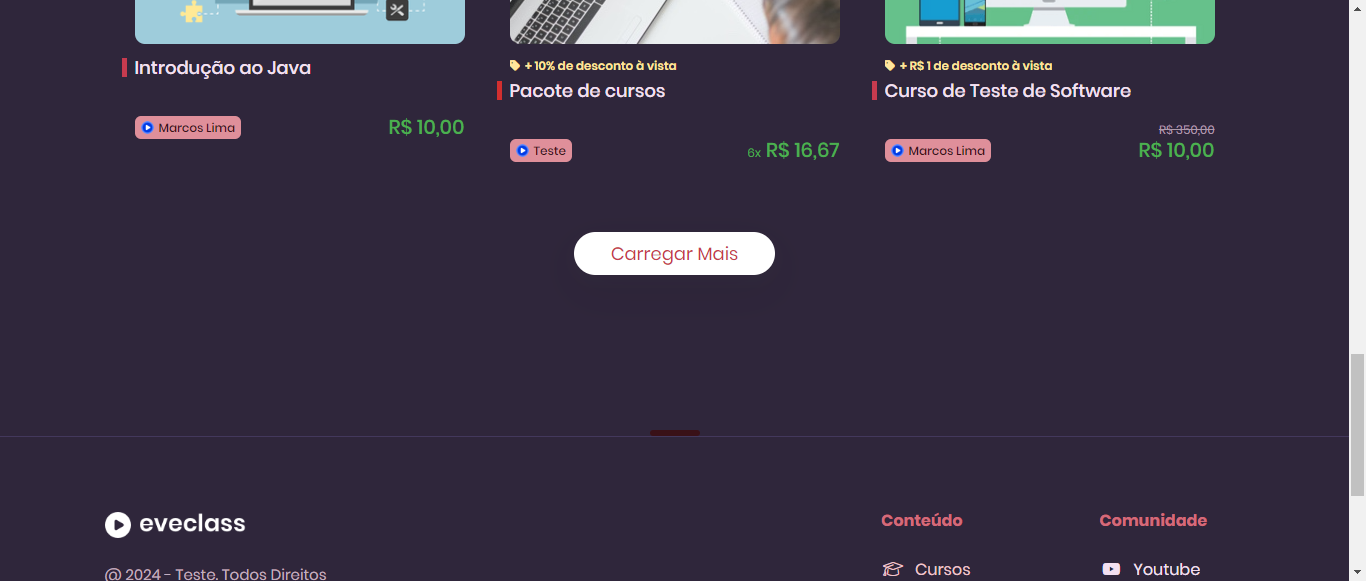 Introdução ao Java
Marcos Lima
R$ 10,00
+ 10% de desconto à vista
Pacote de cursos
Teste
6x R$ 16,67
+ R$ 1 de desconto à vista
Curso de Teste de Software
R$ 350,00
Marcos Lima
R$ 10,00
Carregar Mais
eveclass
@ 2024 - Teste. Todos Direitos
Conteúdo
Cursos
Comunidade
Youtube